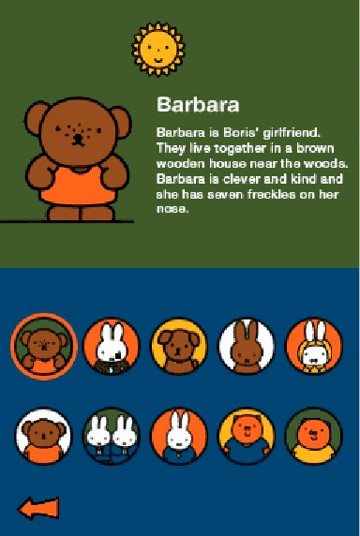 Barbara
Barbara is Boris' girlfriend.
They live together in a brown
wooden house near the woods.
Barbara is clever and kind and
she has seven freckles on her
nose.